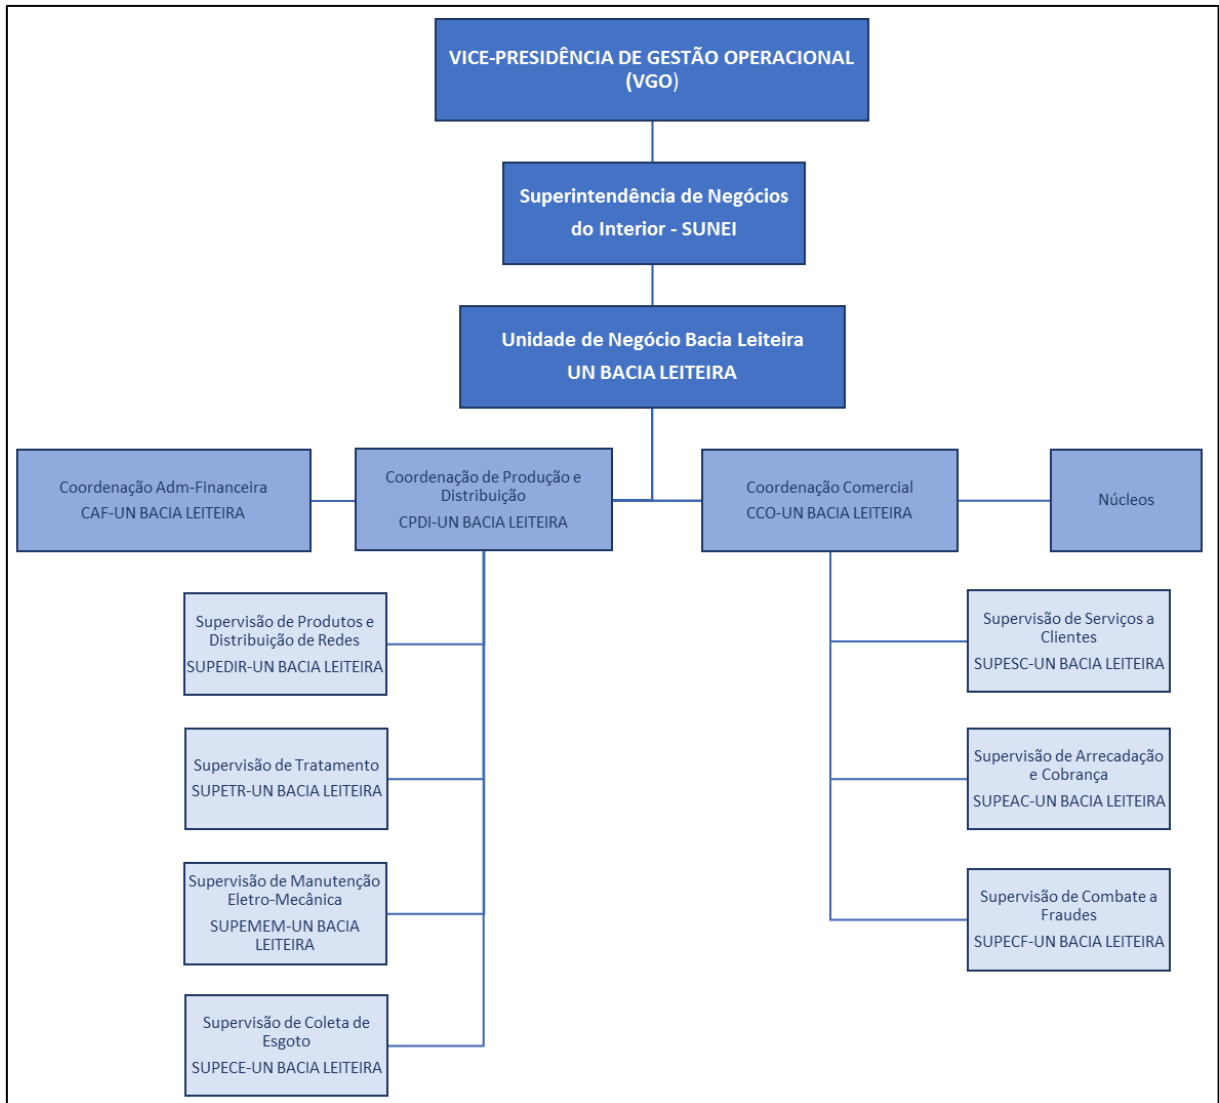 VICE-PRESIDÊNCIA DE GESTÃO OPERACIONAL
(VGO)
Superintendência de Negócios
do Interior - SUNEI
Unidade de Negócio Bacia Leiteira
UN BACIA LEITEIRA
Coordenação Adm-Financeira
CAF-UN BACIA LEITEIRA
Coordenação de Produção e
Distribuição
CPDI-UN BACIA LEITEIRA
Coordenação Comercial
CCO-UN BACIA LEITEIRA
Núcleos
Supervisão de Produtos e
Distribuição de Redes
SUPEDIR-UN BACIA LEITEIRA
Supervisão de Tratamento
SUPETR-UN BACIA LEITEIRA
Supervisão de Manutenção
Eletro-Mecânica
SUPEMEM-UN BACIA
LEITEIRA
Supervisão de Coleta de
Esgoto
SUPECE-UN BACIA LEITEIRA
Supervisão de Serviços a
Clientes
SUPESC-UN BACIA LEITEIRA
Supervisão de Arrecadação
e Cobrança
SUPEAC-UN BACIA LEITEIRA
Supervisão de Combate a
Fraudes
SUPECF-UN BACIA LEITEIRA